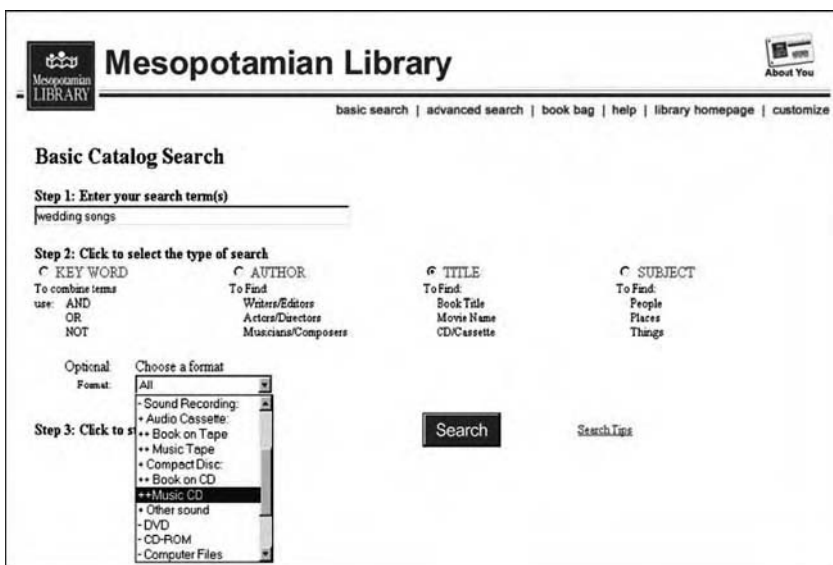 Mesopotamian
LIBRARY
Mesopotamian Library
About You
basic search | advanced search | book bag | help | library homepage | customize
Basic Catalog Search
Step 1: Enter your search term(s)
wedding songs
Step 2: Click to select the type of search
KEY WORD AUTHOR TITLE SUBJECT
To combine terms To Find To Find: To Find:
use: AND Writers/Editors Book Title People
OR Actors/Directors Movie Name Places
NOT Musicians/Composers CD/Cassette Things
Optional: Choose a format
Format: All
- Sound Recording:
+ Audio Cassette:
++ Book on Tape
Step 3: Click to st Search Search Tips
++ Music Tape
+ Compact Disc:
++ Book on CD
++Music CD
+ Other sound
- DVD
- CD-ROM
- Computer Files